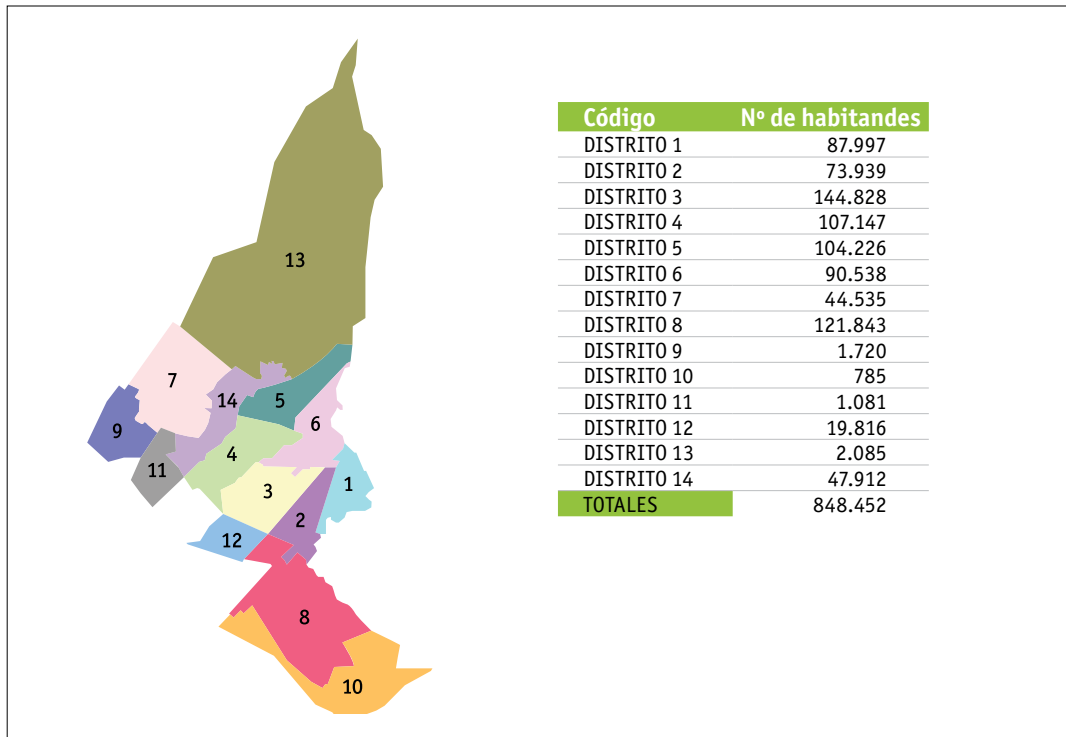 13
7
14
5
9
6
11
4
3
1
2
12
8
10
Código Nº de habitandes
DISTRITO 1 87.997
DISTRITO 2 73.939
DISTRITO 3 144.828
DISTRITO 4 107.147
DISTRITO 5 104.226
DISTRITO 6 90.538
DISTRITO 7 44.535
DISTRITO 8 121.843
DISTRITO 9 1.720
DISTRITO 10 785
DISTRITO 11 1.081
DISTRITO 12 19.816
DISTRITO 13 2.085
DISTRITO 14 47.912
TOTALES 848.452